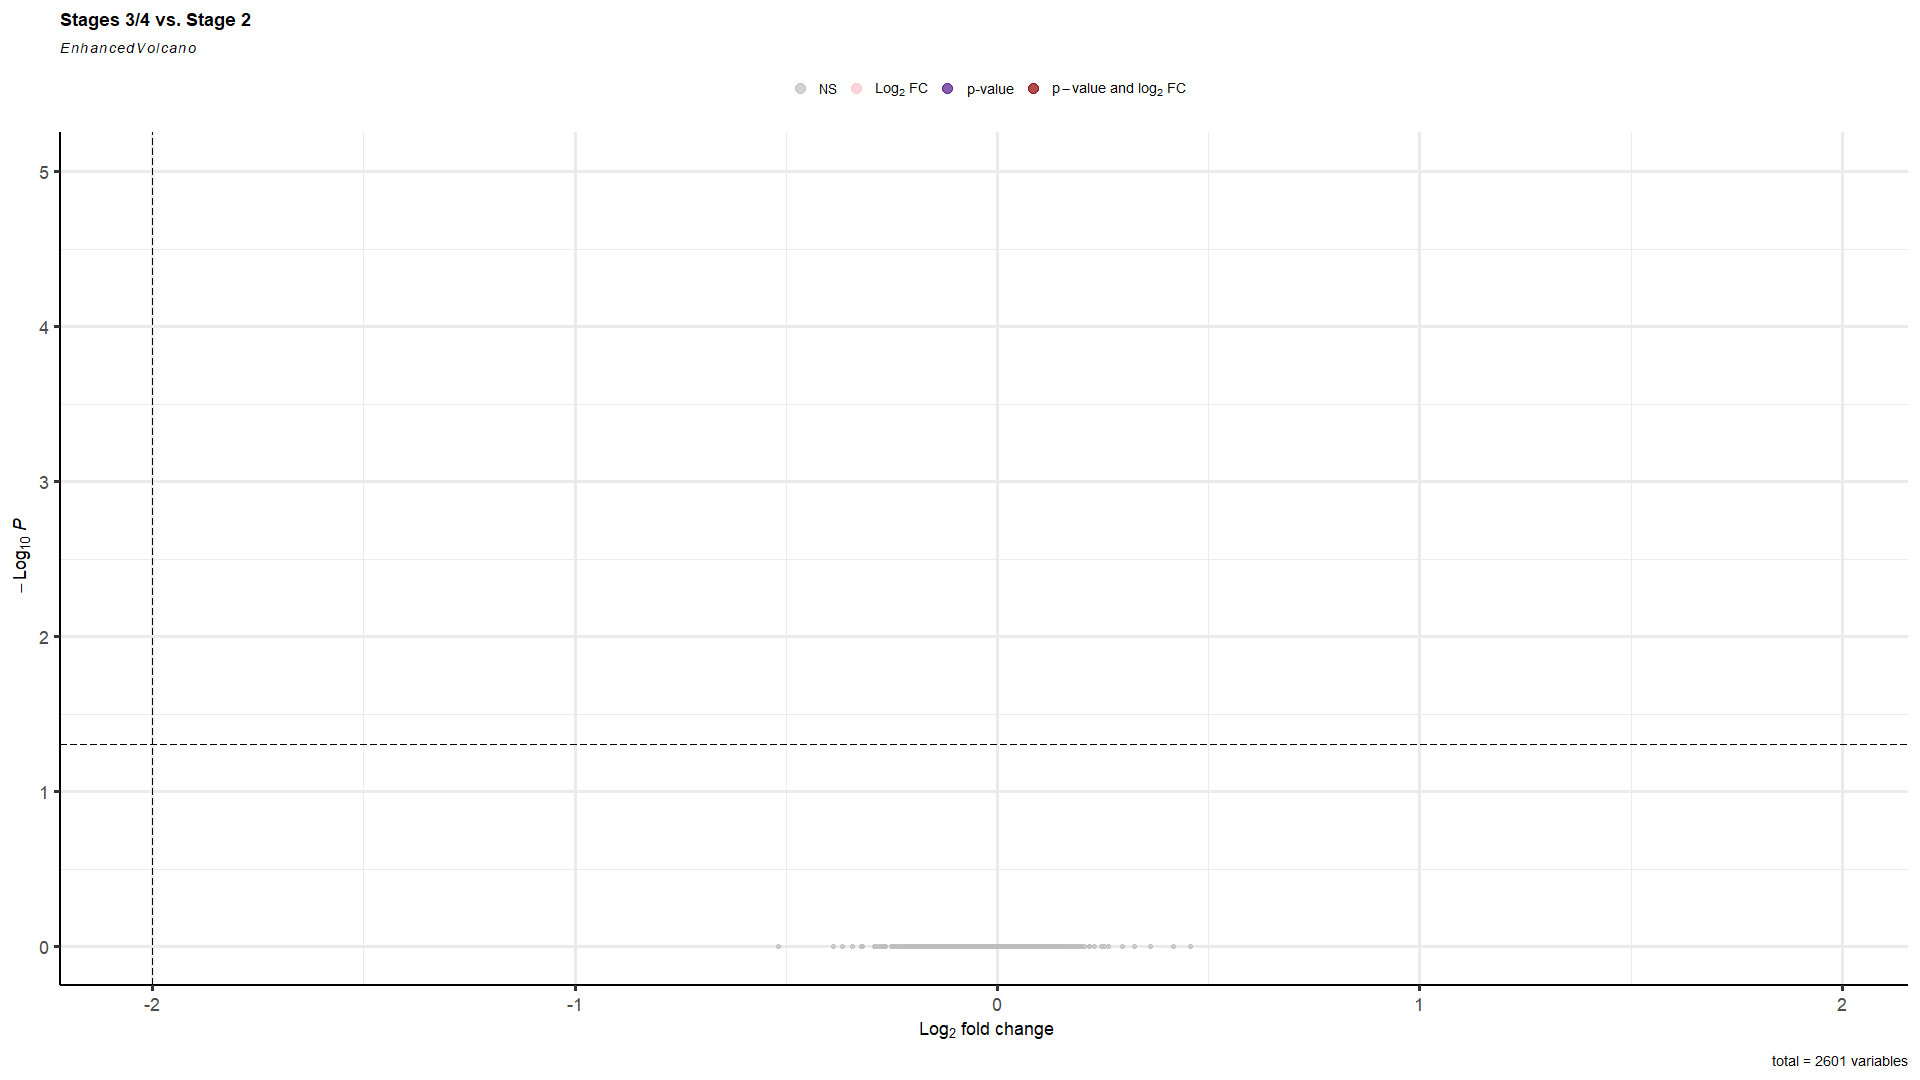 Stages 3/4 vs. Stage 2
EnhancedVolcano
NS Log₂ FC p-value p−value and log₂ FC
5
4
3
2
1
0
−Log₁₀ P
-2 -1 0 1 2
Log₂ fold change
total = 2601 variables